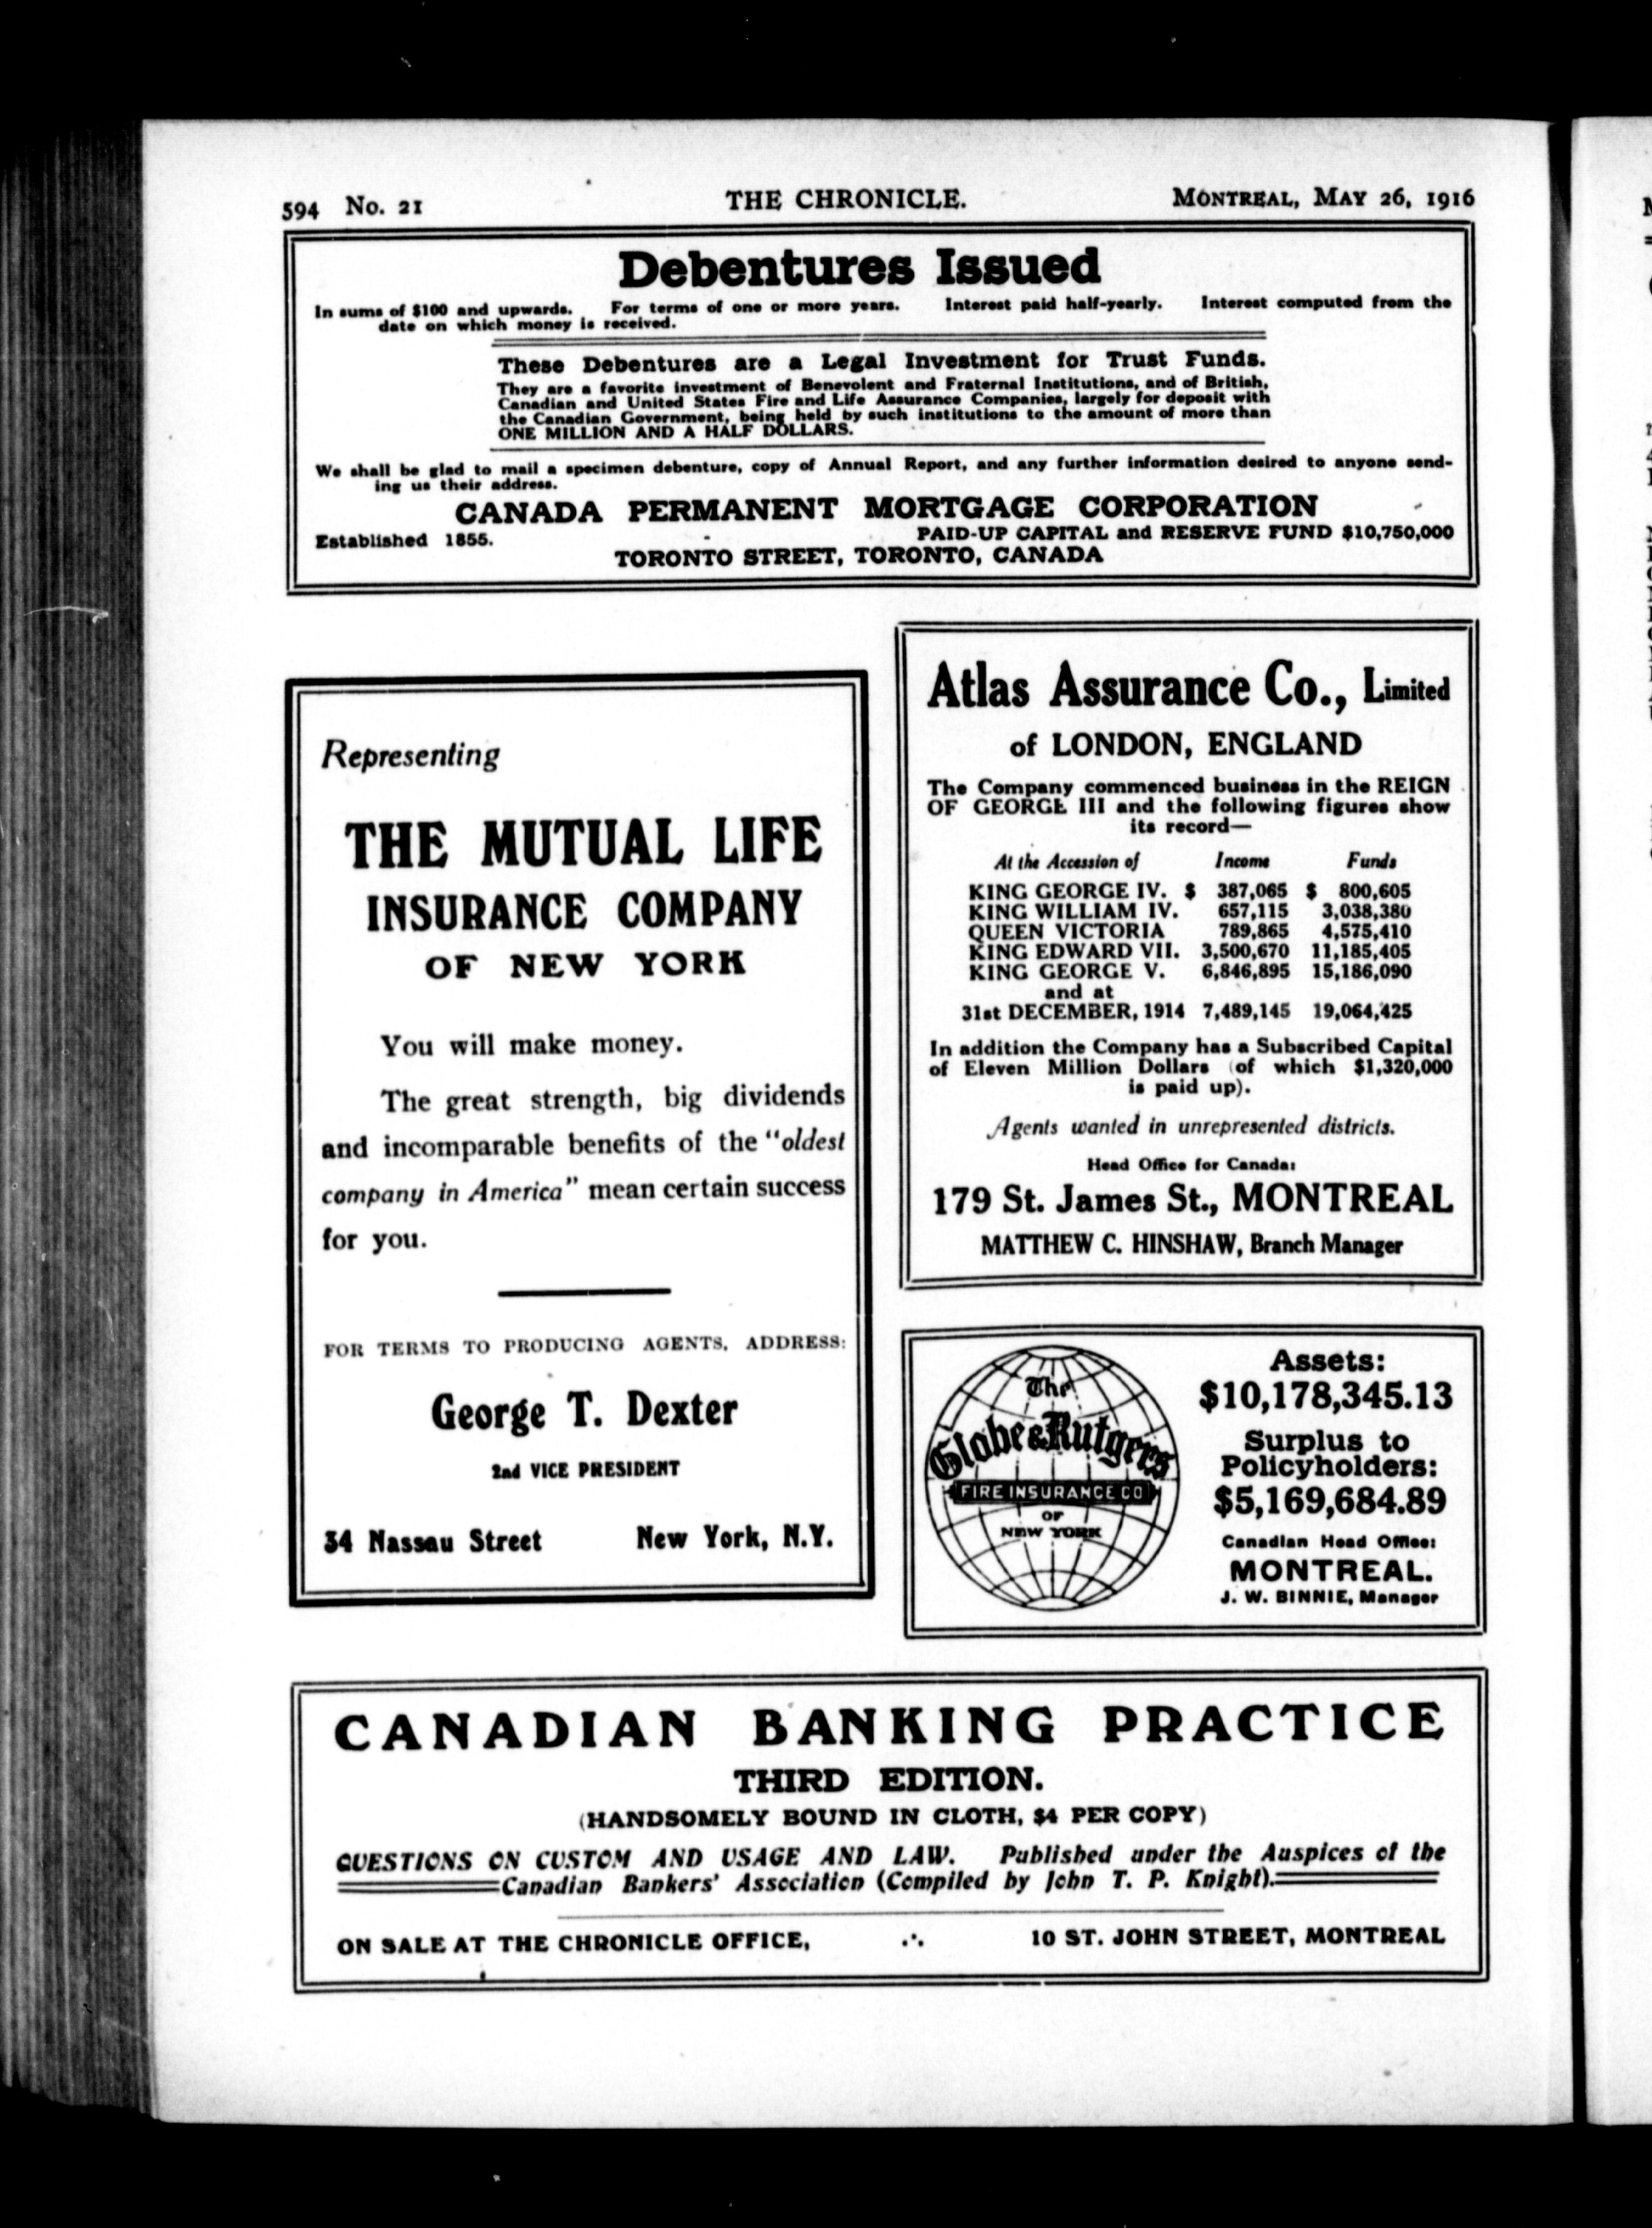 594 No. 21 THE CHRONICLE. MONTREAL, MAY 26, 1916
Debentures Issued
In sums of $100 and upwards. For terms of one or more years. Interest paid half-yearly. Interest computed from the
date on which money is received.
These Debentures are a Legal Investment for Trust Funds.
They are a favorite investment of Benevolent and Fraternal Institutions, and of British,
Canadian and United States Fire and Life Assurance Companies, largely for deposit with
the Canadian Government, being held by such institutions to the amount of more than
ONE MILLION AND A HALF DOLLARS.
We shall be glad to mail a specimen debenture, copy of Annual Report, and any further information desired to anyone send-
ing us their address.
CANADA PERMANENT MORTGAGE CORPORATION
Established 1855. PAID-UP CAPITAL and RESERVE FUND $10,750,000
TORONTO STREET, TORONTO, CANADA
Representing
THE MUTUAL LIFE
INSURANCE COMPANY
OF NEW YORK
You will make money.
The great strength, big dividends
and incomparable benefits of the "oldest
company in America" mean certain success
for you.
FOR TERMS TO PRODUCING AGENTS, ADDRESS:
George T. Dexter
2nd VICE PRESIDENT
34 Nassau Street New York, N.Y.
Atlas Assurance Co., Limited
of LONDON, ENGLAND
The Company commenced business in the REIGN
OF GEORGE III and the following figures show
its record—
At the Accession of Income Funds
KING GEORGE IV. $ 387,065 $ 800,605
KING WILLIAM IV. 657,115 3,038,380
QUEEN VICTORIA 789,865 4,575,410
KING EDWARD VII. 3,500,670 11,185,405
KING GEORGE V. 6,846,895 15,186,090
and at
31st DECEMBER, 1914 7,489,145 19,064,425
In addition the Company has a Subscribed Capital
of Eleven Million Dollars (of which $1,320,000
is paid up).
Agents wanted in unrepresented districts.
Head Office for Canada:
179 St. James St., MONTREAL
MATTHEW C. HINSHAW, Branch Manager
The
Globe & Rutgers
FIRE INSURANCE CO
OF
NEW YORK
Assets:
$10,178,345.13
Surplus to
Policyholders:
$5,169,684.89
Canadian Head Office:
MONTREAL.
J. W. BINNIE, Manager
CANADIAN BANKING PRACTICE
THIRD EDITION.
(HANDSOMELY BOUND IN CLOTH, $4 PER COPY)
QUESTIONS ON CUSTOM AND USAGE AND LAW. Published under the Auspices of the
Canadian Bankers' Association (Compiled by John T. P. Knight).
ON SALE AT THE CHRONICLE OFFICE, ∴ 10 ST. JOHN STREET, MONTREAL